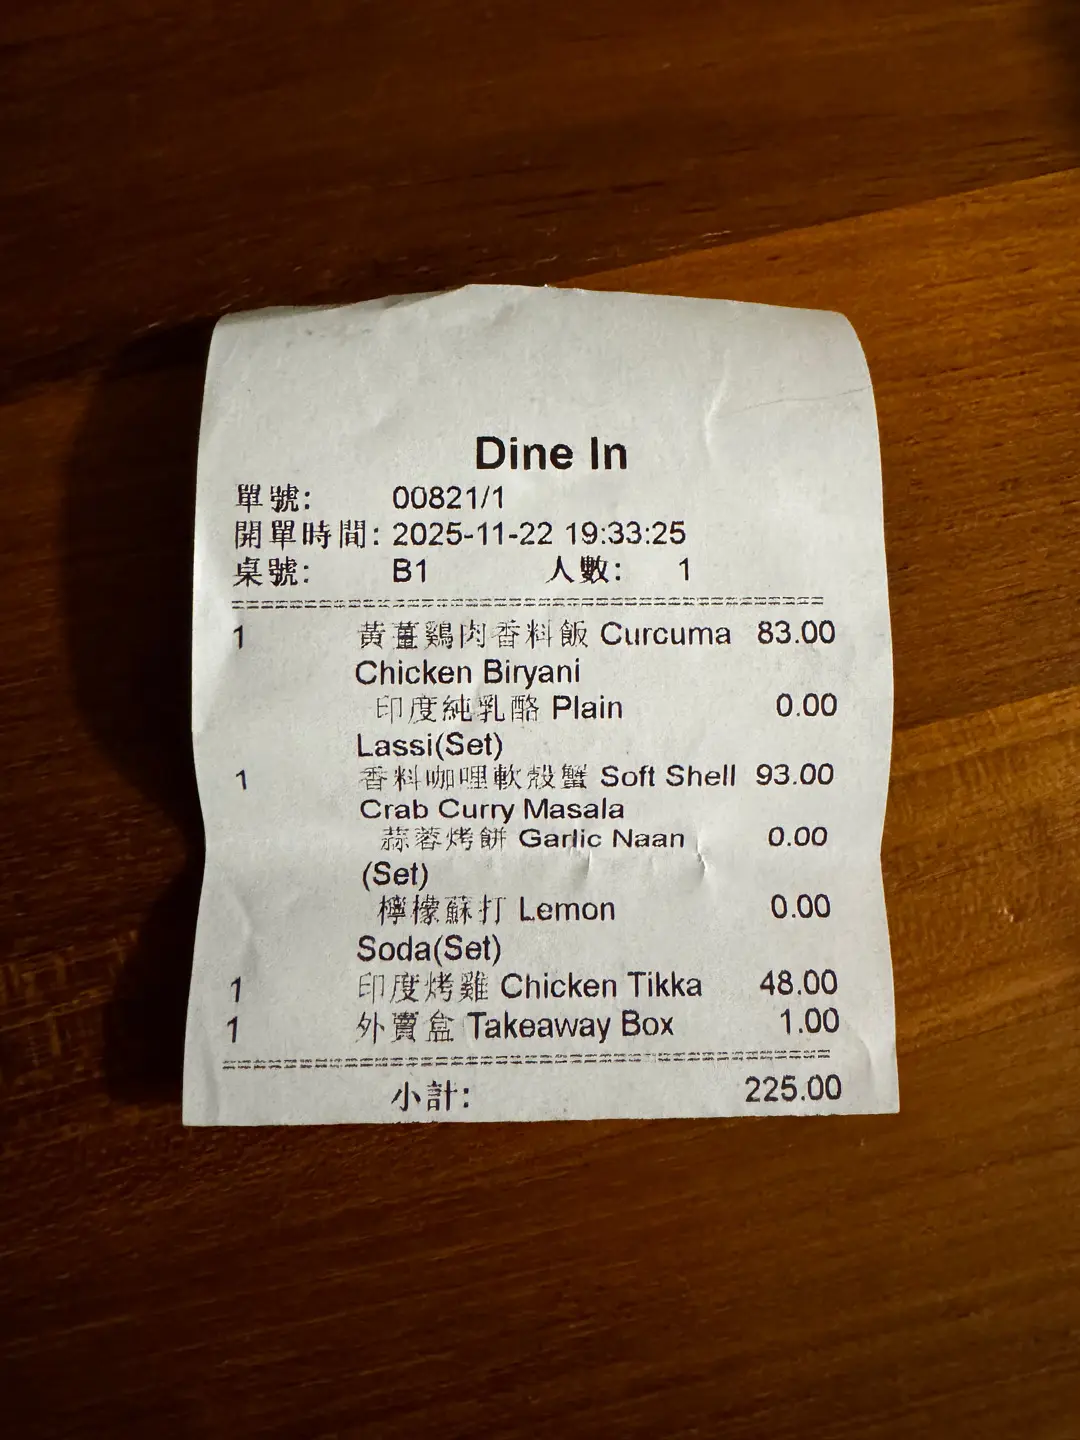 Dine In
單號: 00821/1
開單時間: 2025-11-22 19:33:25
桌號: B1 人數: 1
1 黃薑鷄肉香料飯 Curcuma 83.00
Chicken Biryani
印度純乳酪 Plain 0.00
Lassi(Set)
1 香料咖哩軟殼蟹 Soft Shell 93.00
Crab Curry Masala
蒜蓉烤餅 Garlic Naan 0.00
(Set)
檸檬蘇打 Lemon 0.00
Soda(Set)
1 印度烤雞 Chicken Tikka 48.00
1 外賣盒 Takeaway Box 1.00
小計: 225.00